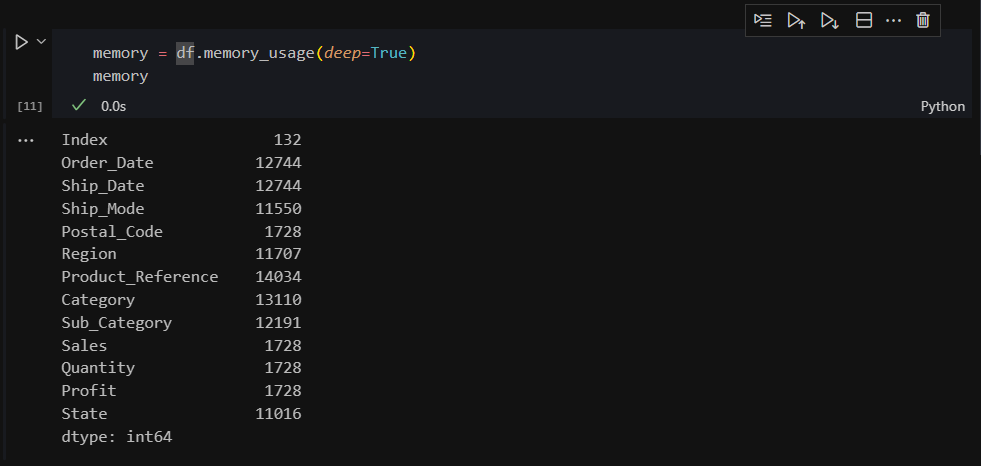 memory = df.memory_usage(deep=True)
memory
[11] 0.0s Python
Index 132
Order_Date 12744
Ship_Date 12744
Ship_Mode 11550
Postal_Code 1728
Region 11707
Product_Reference 14034
Category 13110
Sub_Category 12191
Sales 1728
Quantity 1728
Profit 1728
State 11016
dtype: int64